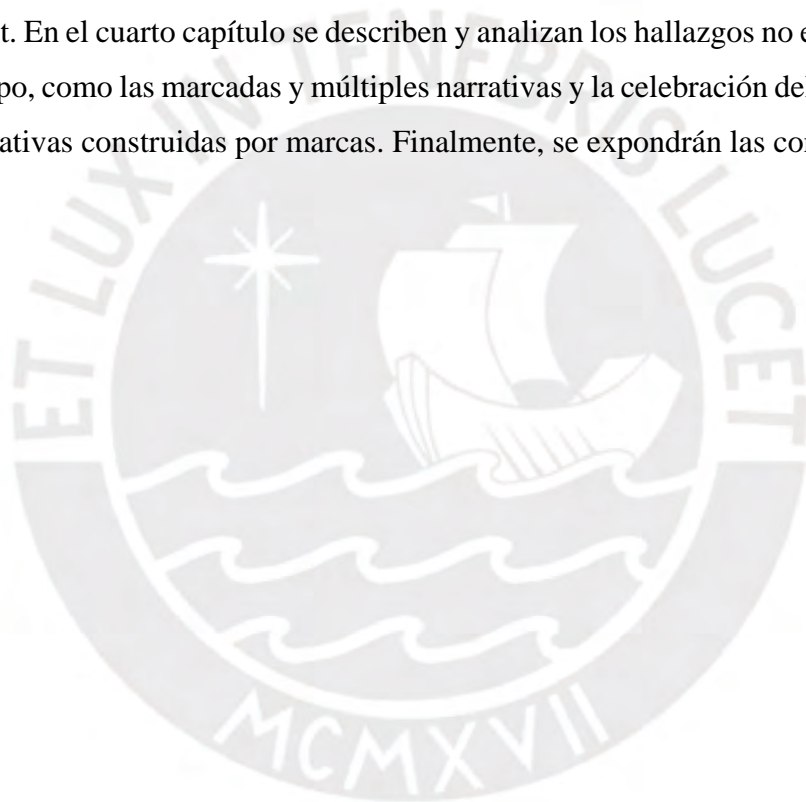 t. En el cuarto capítulo se describen y analizan los hallazgos no e
po, como las marcadas y múltiples narrativas y la celebración del
ativas construidas por marcas. Finalmente, se expondrán las con
ET LUX IN TENEBRIS LUCET
MCMXVII